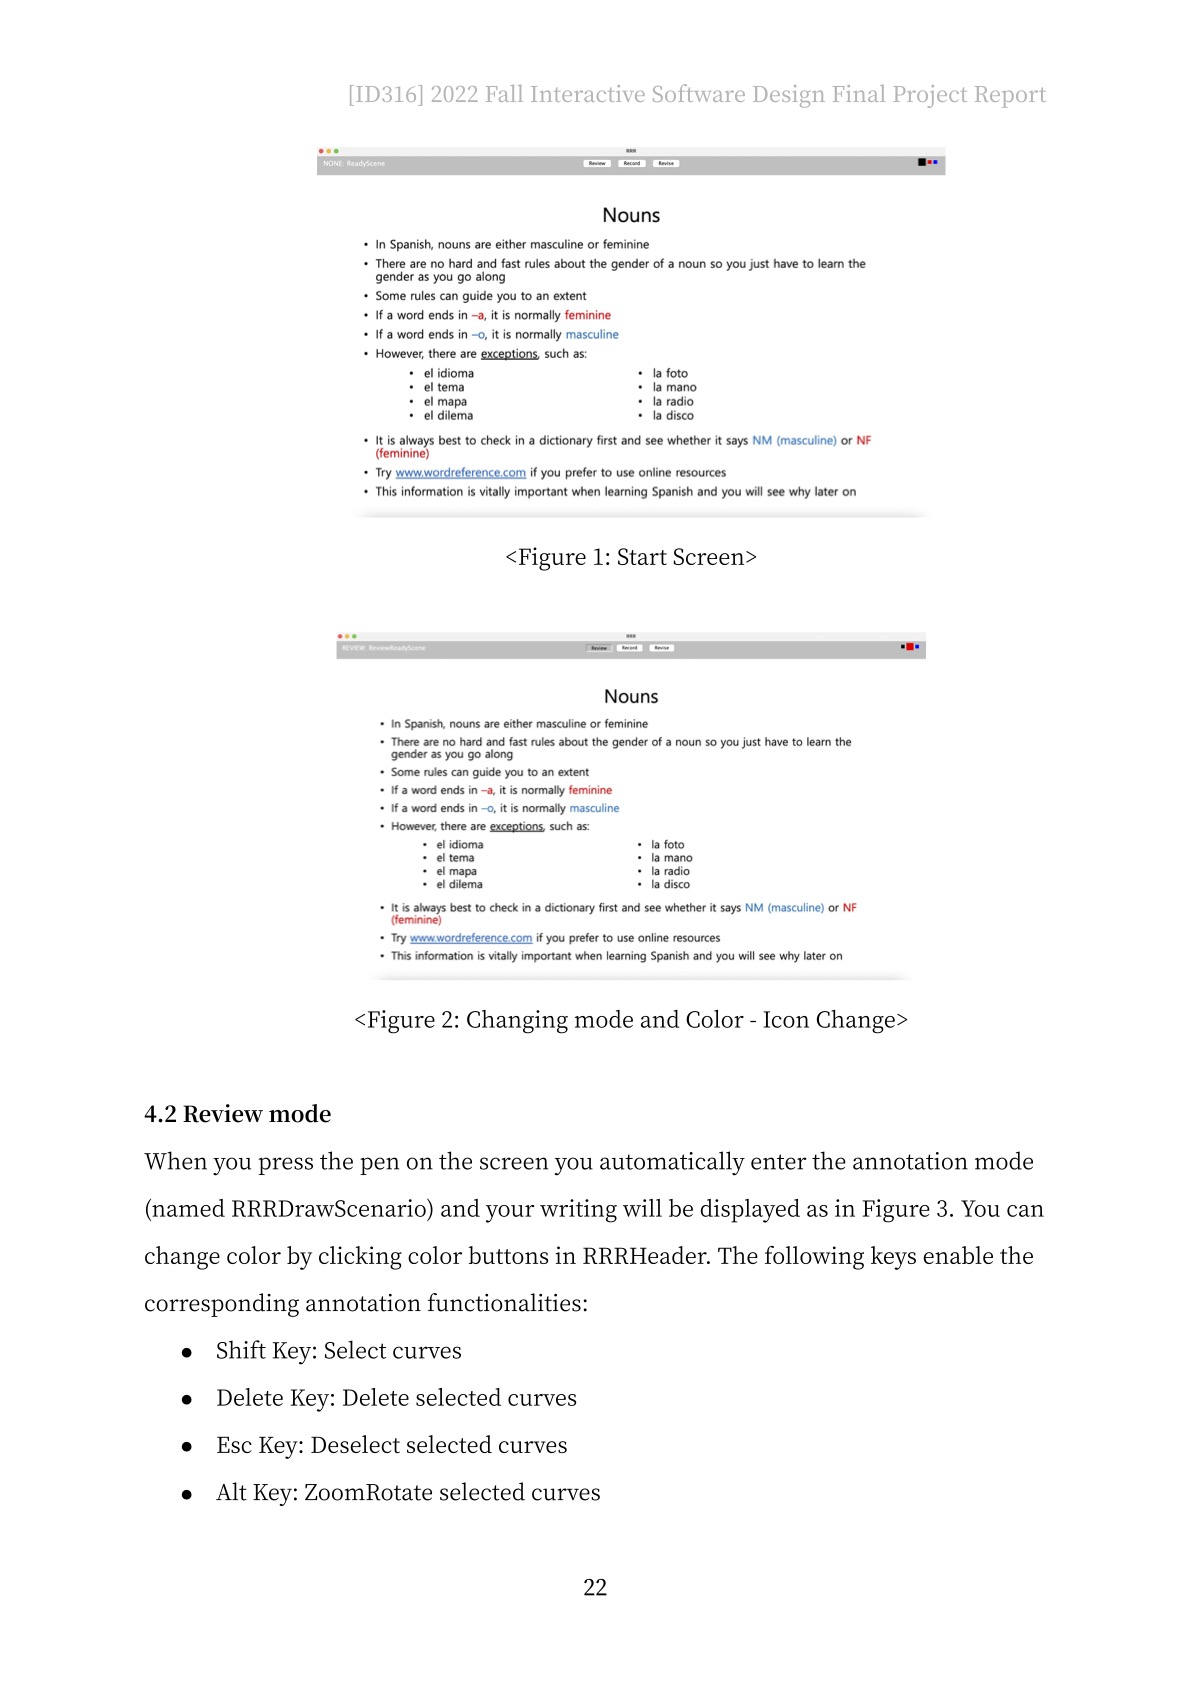 [ID316] 2022 Fall Interactive Software Design Final Project Report
RRR
NONE: ReadyScene
Review Record Revise
Nouns
• In Spanish, nouns are either masculine or feminine
• There are no hard and fast rules about the gender of a noun so you just have to learn the
gender as you go along
• Some rules can guide you to an extent
• If a word ends in –a, it is normally feminine
• If a word ends in –o, it is normally masculine
• However, there are exceptions, such as:
• el idioma
• el tema
• el mapa
• el dilema
• la foto
• la mano
• la radio
• la disco
• It is always best to check in a dictionary first and see whether it says NM (masculine) or NF
(feminine)
• Try www.wordreference.com if you prefer to use online resources
• This information is vitally important when learning Spanish and you will see why later on
<Figure 1: Start Screen>
RRR
REVIEW: ReviewReadyScene
Review Record Revise
Nouns
• In Spanish, nouns are either masculine or feminine
• There are no hard and fast rules about the gender of a noun so you just have to learn the
gender as you go along
• Some rules can guide you to an extent
• If a word ends in –a, it is normally feminine
• If a word ends in –o, it is normally masculine
• However, there are exceptions, such as:
• el idioma
• el tema
• el mapa
• el dilema
• la foto
• la mano
• la radio
• la disco
• It is always best to check in a dictionary first and see whether it says NM (masculine) or NF
(feminine)
• Try www.wordreference.com if you prefer to use online resources
• This information is vitally important when learning Spanish and you will see why later on
<Figure 2: Changing mode and Color - Icon Change>
4.2 Review mode
When you press the pen on the screen you automatically enter the annotation mode
(named RRRDrawScenario) and your writing will be displayed as in Figure 3. You can
change color by clicking color buttons in RRRHeader. The following keys enable the
corresponding annotation functionalities:
● Shift Key: Select curves
● Delete Key: Delete selected curves
● Esc Key: Deselect selected curves
● Alt Key: ZoomRotate selected curves
22